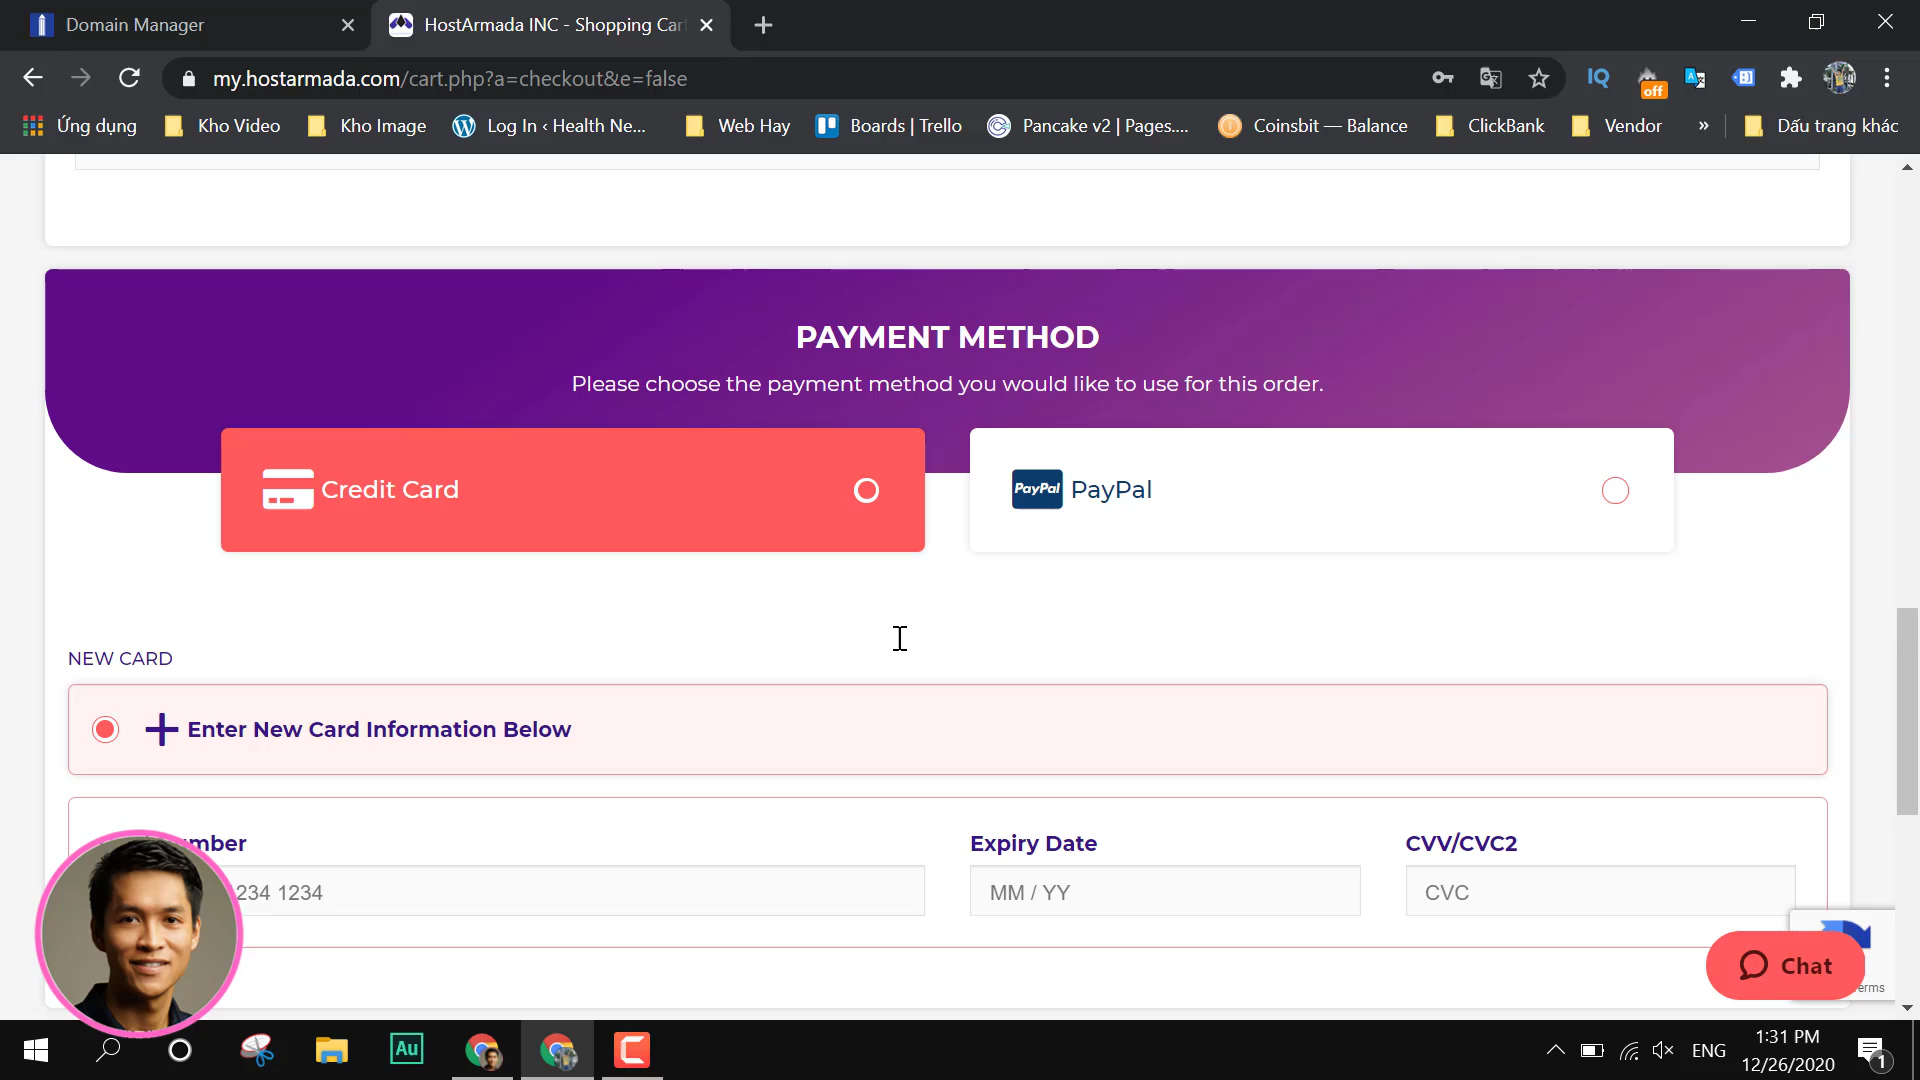 Domain Manager
HostArmada INC - Shopping Car
my.hostarmada.com/cart.php?a=checkout&e=false
off
Ứng dụng
Kho Video
Kho Image
Log In ‹ Health Ne...
Web Hay
Boards | Trello
Pancake v2 | Pages....
Coinsbit — Balance
ClickBank
Vendor
»
Dấu trang khác
PAYMENT METHOD
Please choose the payment method you would like to use for this order.
Credit Card
PayPal PayPal
NEW CARD
Enter New Card Information Below
mber
Expiry Date
CVV/CVC2
234 1234
MM / YY
CVC
Chat
erms
Au
ENG
1:31 PM
12/26/2020
1